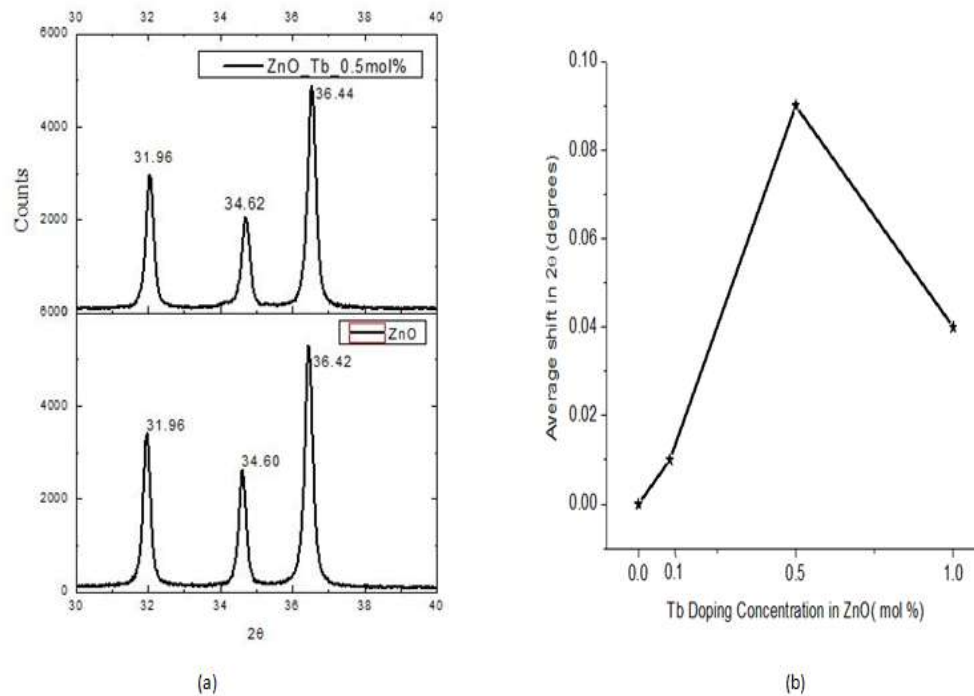 30 32 34 36 38 40
6000
ZnO_Tb_0.5mol%
36.44
31.96
34.62
4000
2000
Counts
6000
ZnO
36.42
31.96
34.60
4000
2000
0
30 32 34 36 38 40
2θ
(a)
0.10
0.08
0.06
0.04
0.02
0.00
Average shift in 2θ (degrees)
0.0 0.1 0.5 1.0
Tb Doping Concentration in ZnO( mol %)
(b)